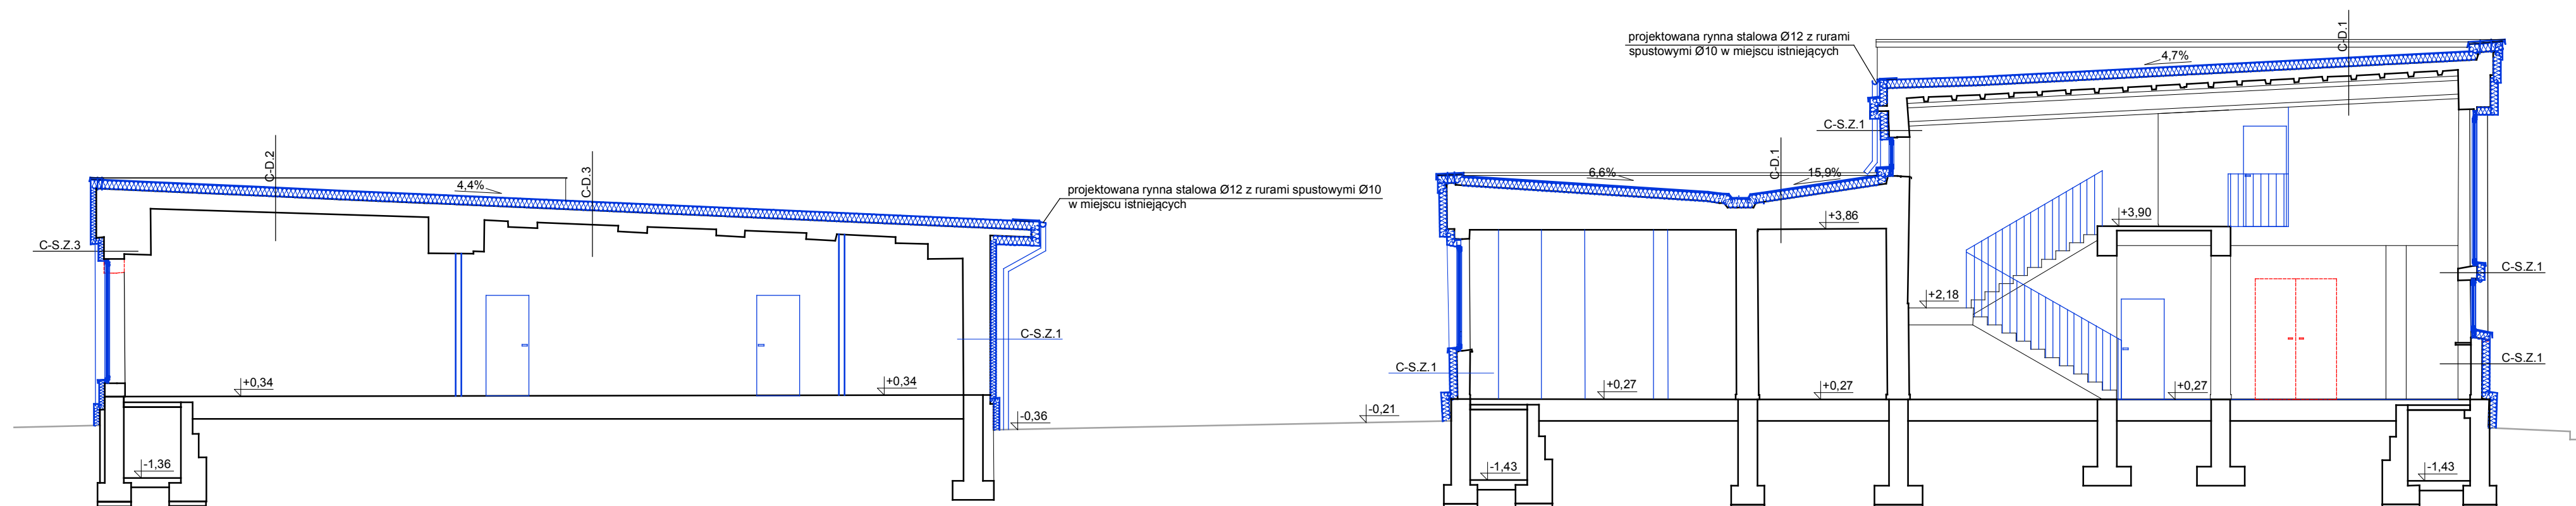 C-D.2
C-D.3
4,4%
C-S.Z.3
projektowana rynna stalowa Ø12 z rurami spustowymi Ø10
w miejscu istniejących
C-S.Z.1
+0,34
+0,34
-0,36
-1,36
-0,21
projektowana rynna stalowa Ø12 z rurami
spustowymi Ø10 w miejscu istniejących
C-D.1
4,7%
C-S.Z.1
C-D.1
6,6%
15,9%
+3,86
+3,90
+2,18
C-S.Z.1
C-S.Z.1
C-S.Z.1
+0,27
+0,27
+0,27
-1,43
-1,43